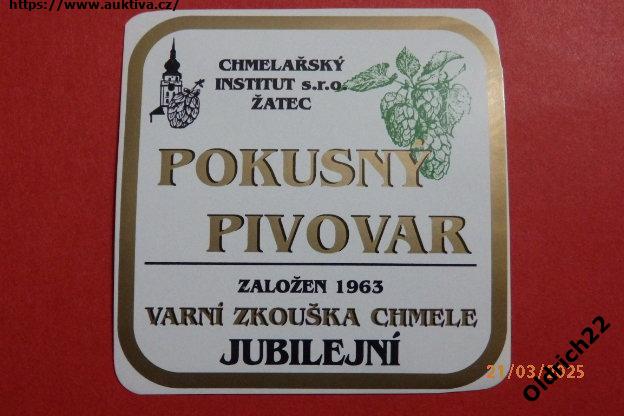 https://www.auktiva.cz/
CHMELAŘSKÝ
INSTITUT s.r.o.
ŽATEC
POKUSNÝ
PIVOVAR
ZALOŽEN 1963
VARNÍ ZKOUŠKA CHMELE
JUBILEJNÍ
21/03/2025
Oldrich22